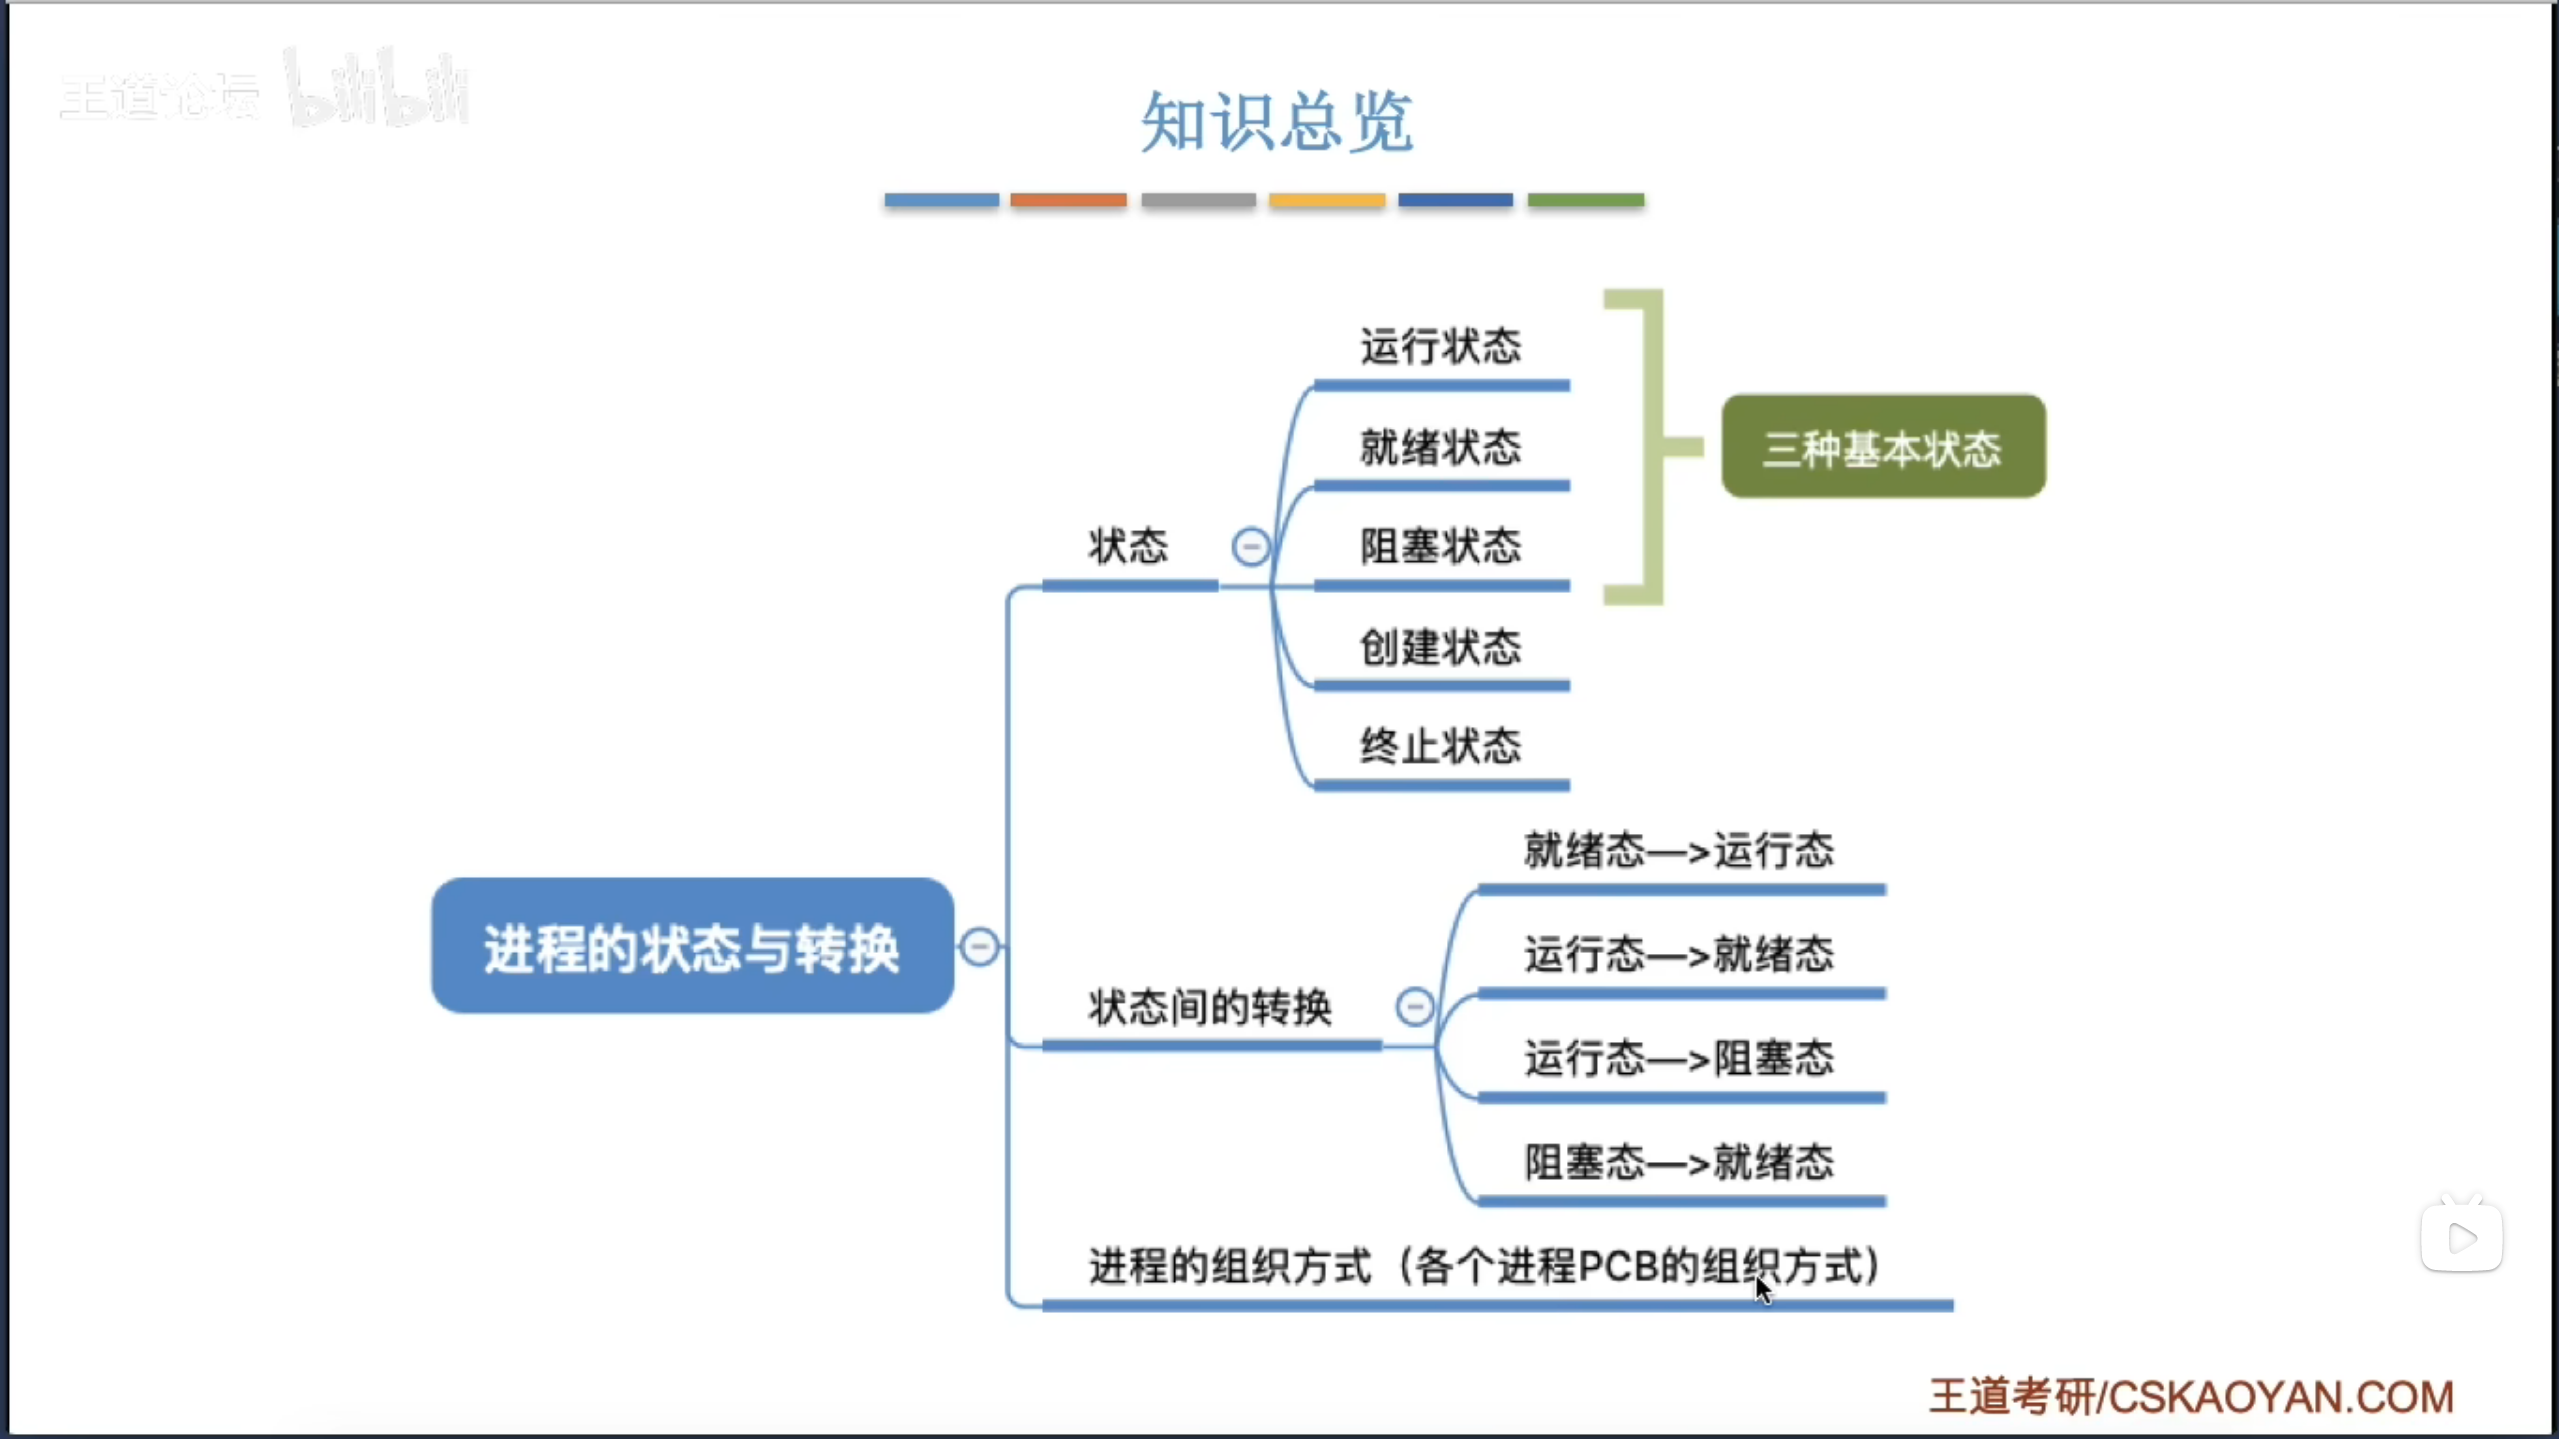 王道论坛 bilibili
知识总览
运行状态
就绪状态
三种基本状态
状态
阻塞状态
创建状态
终止状态
进程的状态与转换
状态间的转换
就绪态—>运行态
运行态—>就绪态
运行态—>阻塞态
阻塞态—>就绪态
进程的组织方式（各个进程PCB的组织方式）
王道考研/CSKAOYAN.COM